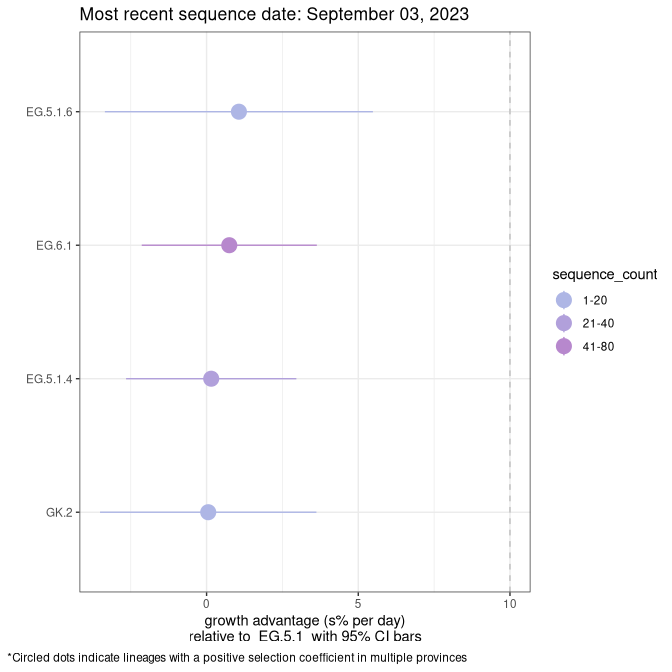 Most recent sequence date: September 03, 2023
EG.5.1.6
EG.6.1
EG.5.1.4
GK.2
0 5 10
growth advantage (s% per day)
relative to  EG.5.1  with 95% CI bars
sequence_count
1-20
21-40
41-80
*Circled dots indicate lineages with a positive selection coefficient in multiple provinces